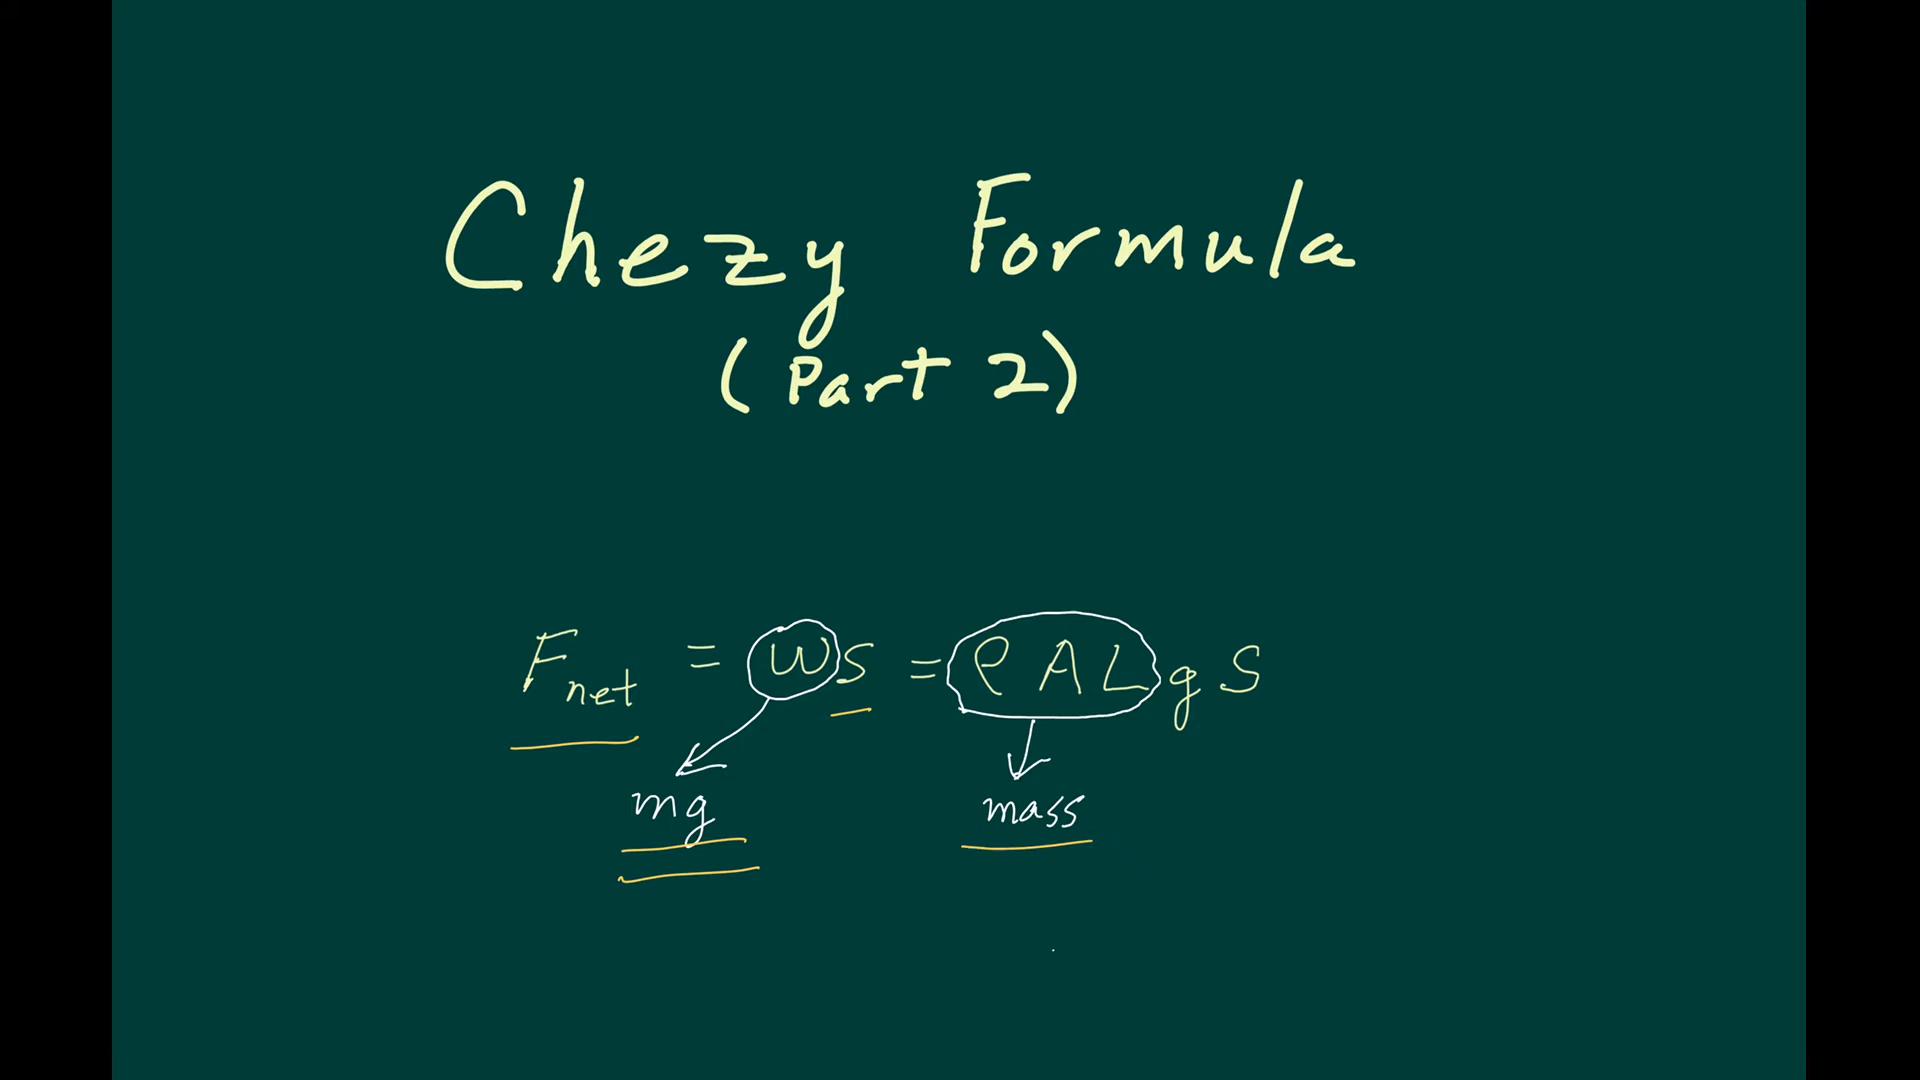 Chezy Formula
(Part 2)
Fnet = WS = ρALgS
mg
mass